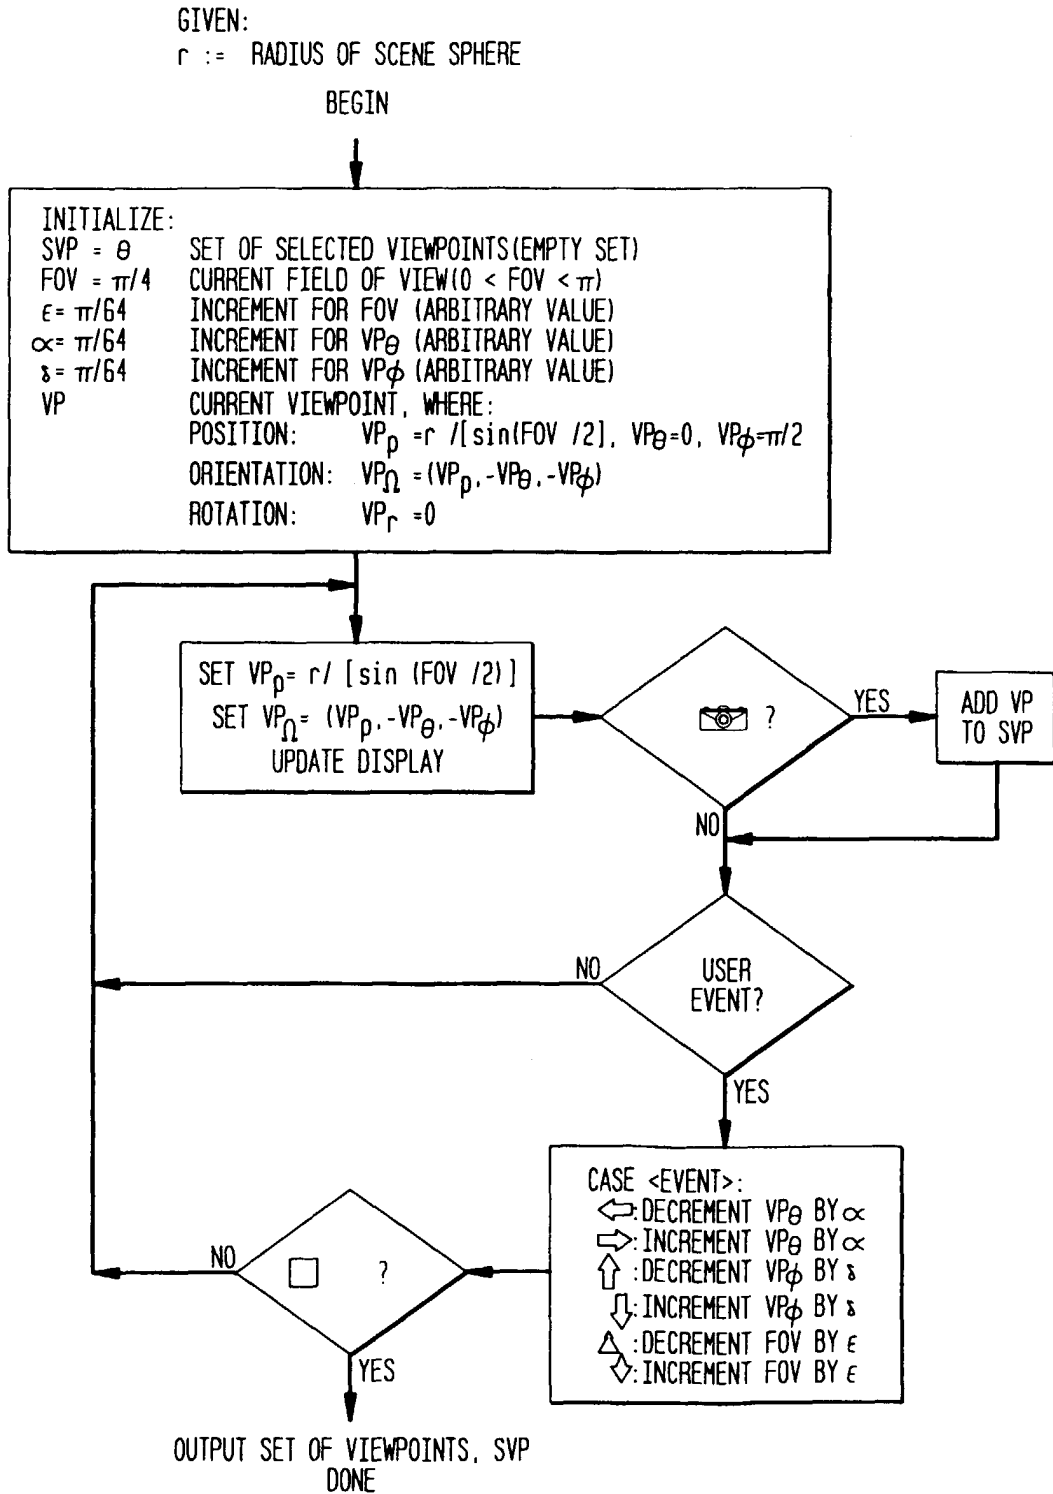 GIVEN:
r := RADIUS OF SCENE SPHERE
BEGIN
INITIALIZE:
SVP = θ SET OF SELECTED VIEWPOINTS(EMPTY SET)
FOV = π/4 CURRENT FIELD OF VIEW(0 < FOV < π)
ϵ= π/64 INCREMENT FOR FOV (ARBITRARY VALUE)
∝= π/64 INCREMENT FOR VPθ (ARBITRARY VALUE)
δ= π/64 INCREMENT FOR VPϕ (ARBITRARY VALUE)
VP CURRENT VIEWPOINT, WHERE:
POSITION: VPp =r /[sin(FOV /2], VPθ=0, VPϕ=π/2
ORIENTATION: VPΩ =(VPp,-VPθ,-VPϕ)
ROTATION: VPr =0
SET VPp= r/ [sin (FOV /2)]
SET VPΩ= (VPp,-VPθ,-VPϕ)
UPDATE DISPLAY
?
YES
ADD VP
TO SVP
NO
USER
EVENT?
NO
YES
CASE <EVENT>:
:DECREMENT VPθ BY ∝
:INCREMENT VPθ BY ∝
:DECREMENT VPϕ BY δ
:INCREMENT VPϕ BY δ
:DECREMENT FOV BY ϵ
:INCREMENT FOV BY ϵ
?
NO
YES
OUTPUT SET OF VIEWPOINTS, SVP
DONE